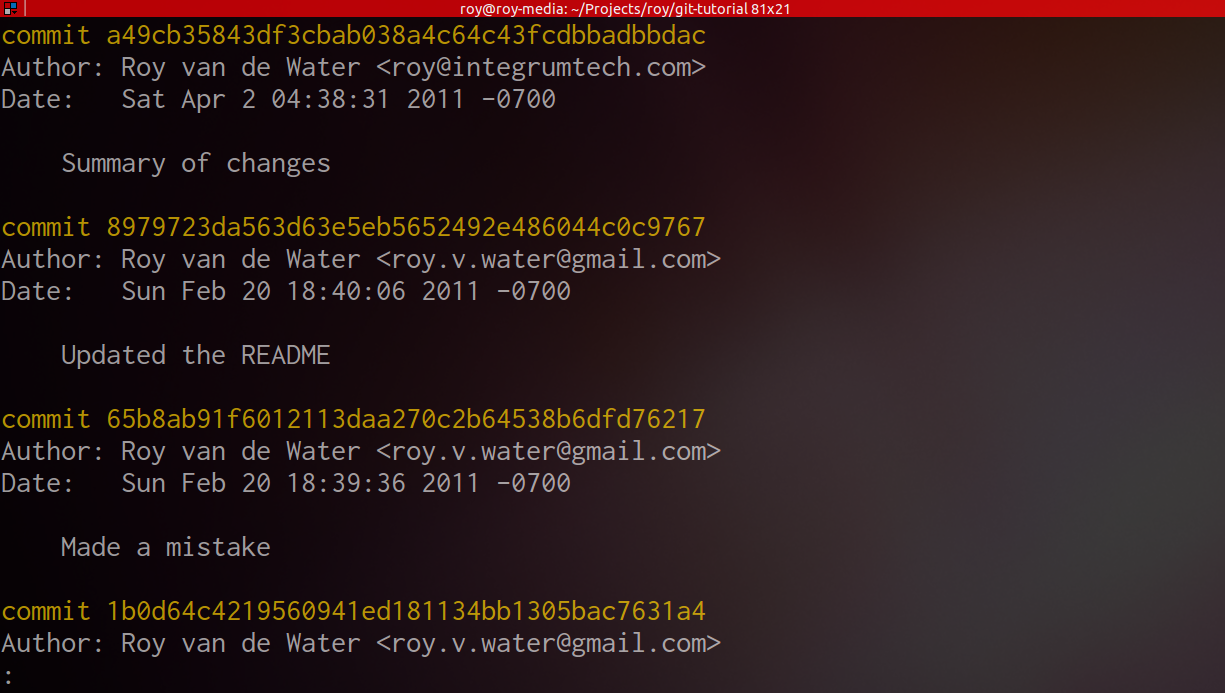 roy@roy-media: ~/Projects/roy/git-tutorial 81x21
commit a49cb35843df3cbab038a4c64c43fcdbbadbbdac
Author: Roy van de Water <roy@integrumtech.com>
Date:   Sat Apr 2 04:38:31 2011 -0700
    Summary of changes
commit 8979723da563d63e5eb5652492e486044c0c9767
Author: Roy van de Water <roy.v.water@gmail.com>
Date:   Sun Feb 20 18:40:06 2011 -0700
    Updated the README
commit 65b8ab91f6012113daa270c2b64538b6dfd76217
Author: Roy van de Water <roy.v.water@gmail.com>
Date:   Sun Feb 20 18:39:36 2011 -0700
    Made a mistake
commit 1b0d64c4219560941ed181134bb1305bac7631a4
Author: Roy van de Water <roy.v.water@gmail.com>
: